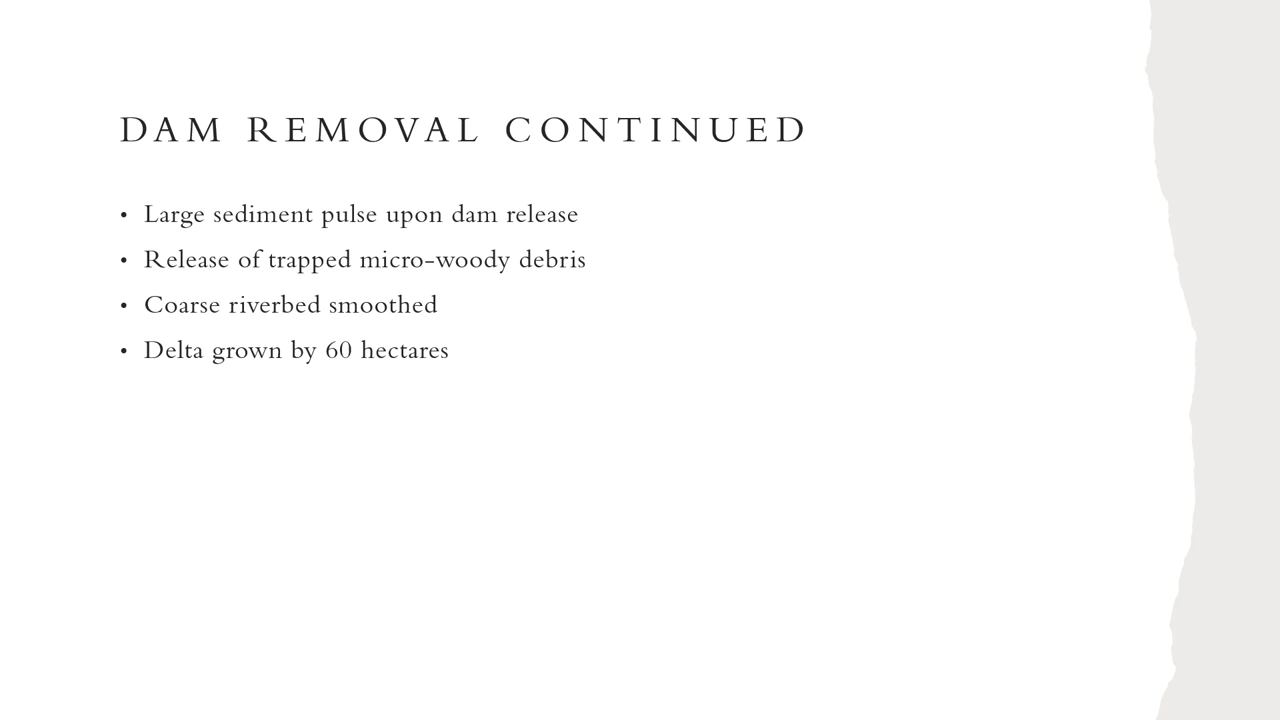 DAM REMOVAL CONTINUED
• Large sediment pulse upon dam release
• Release of trapped micro-woody debris
• Coarse riverbed smoothed
• Delta grown by 60 hectares